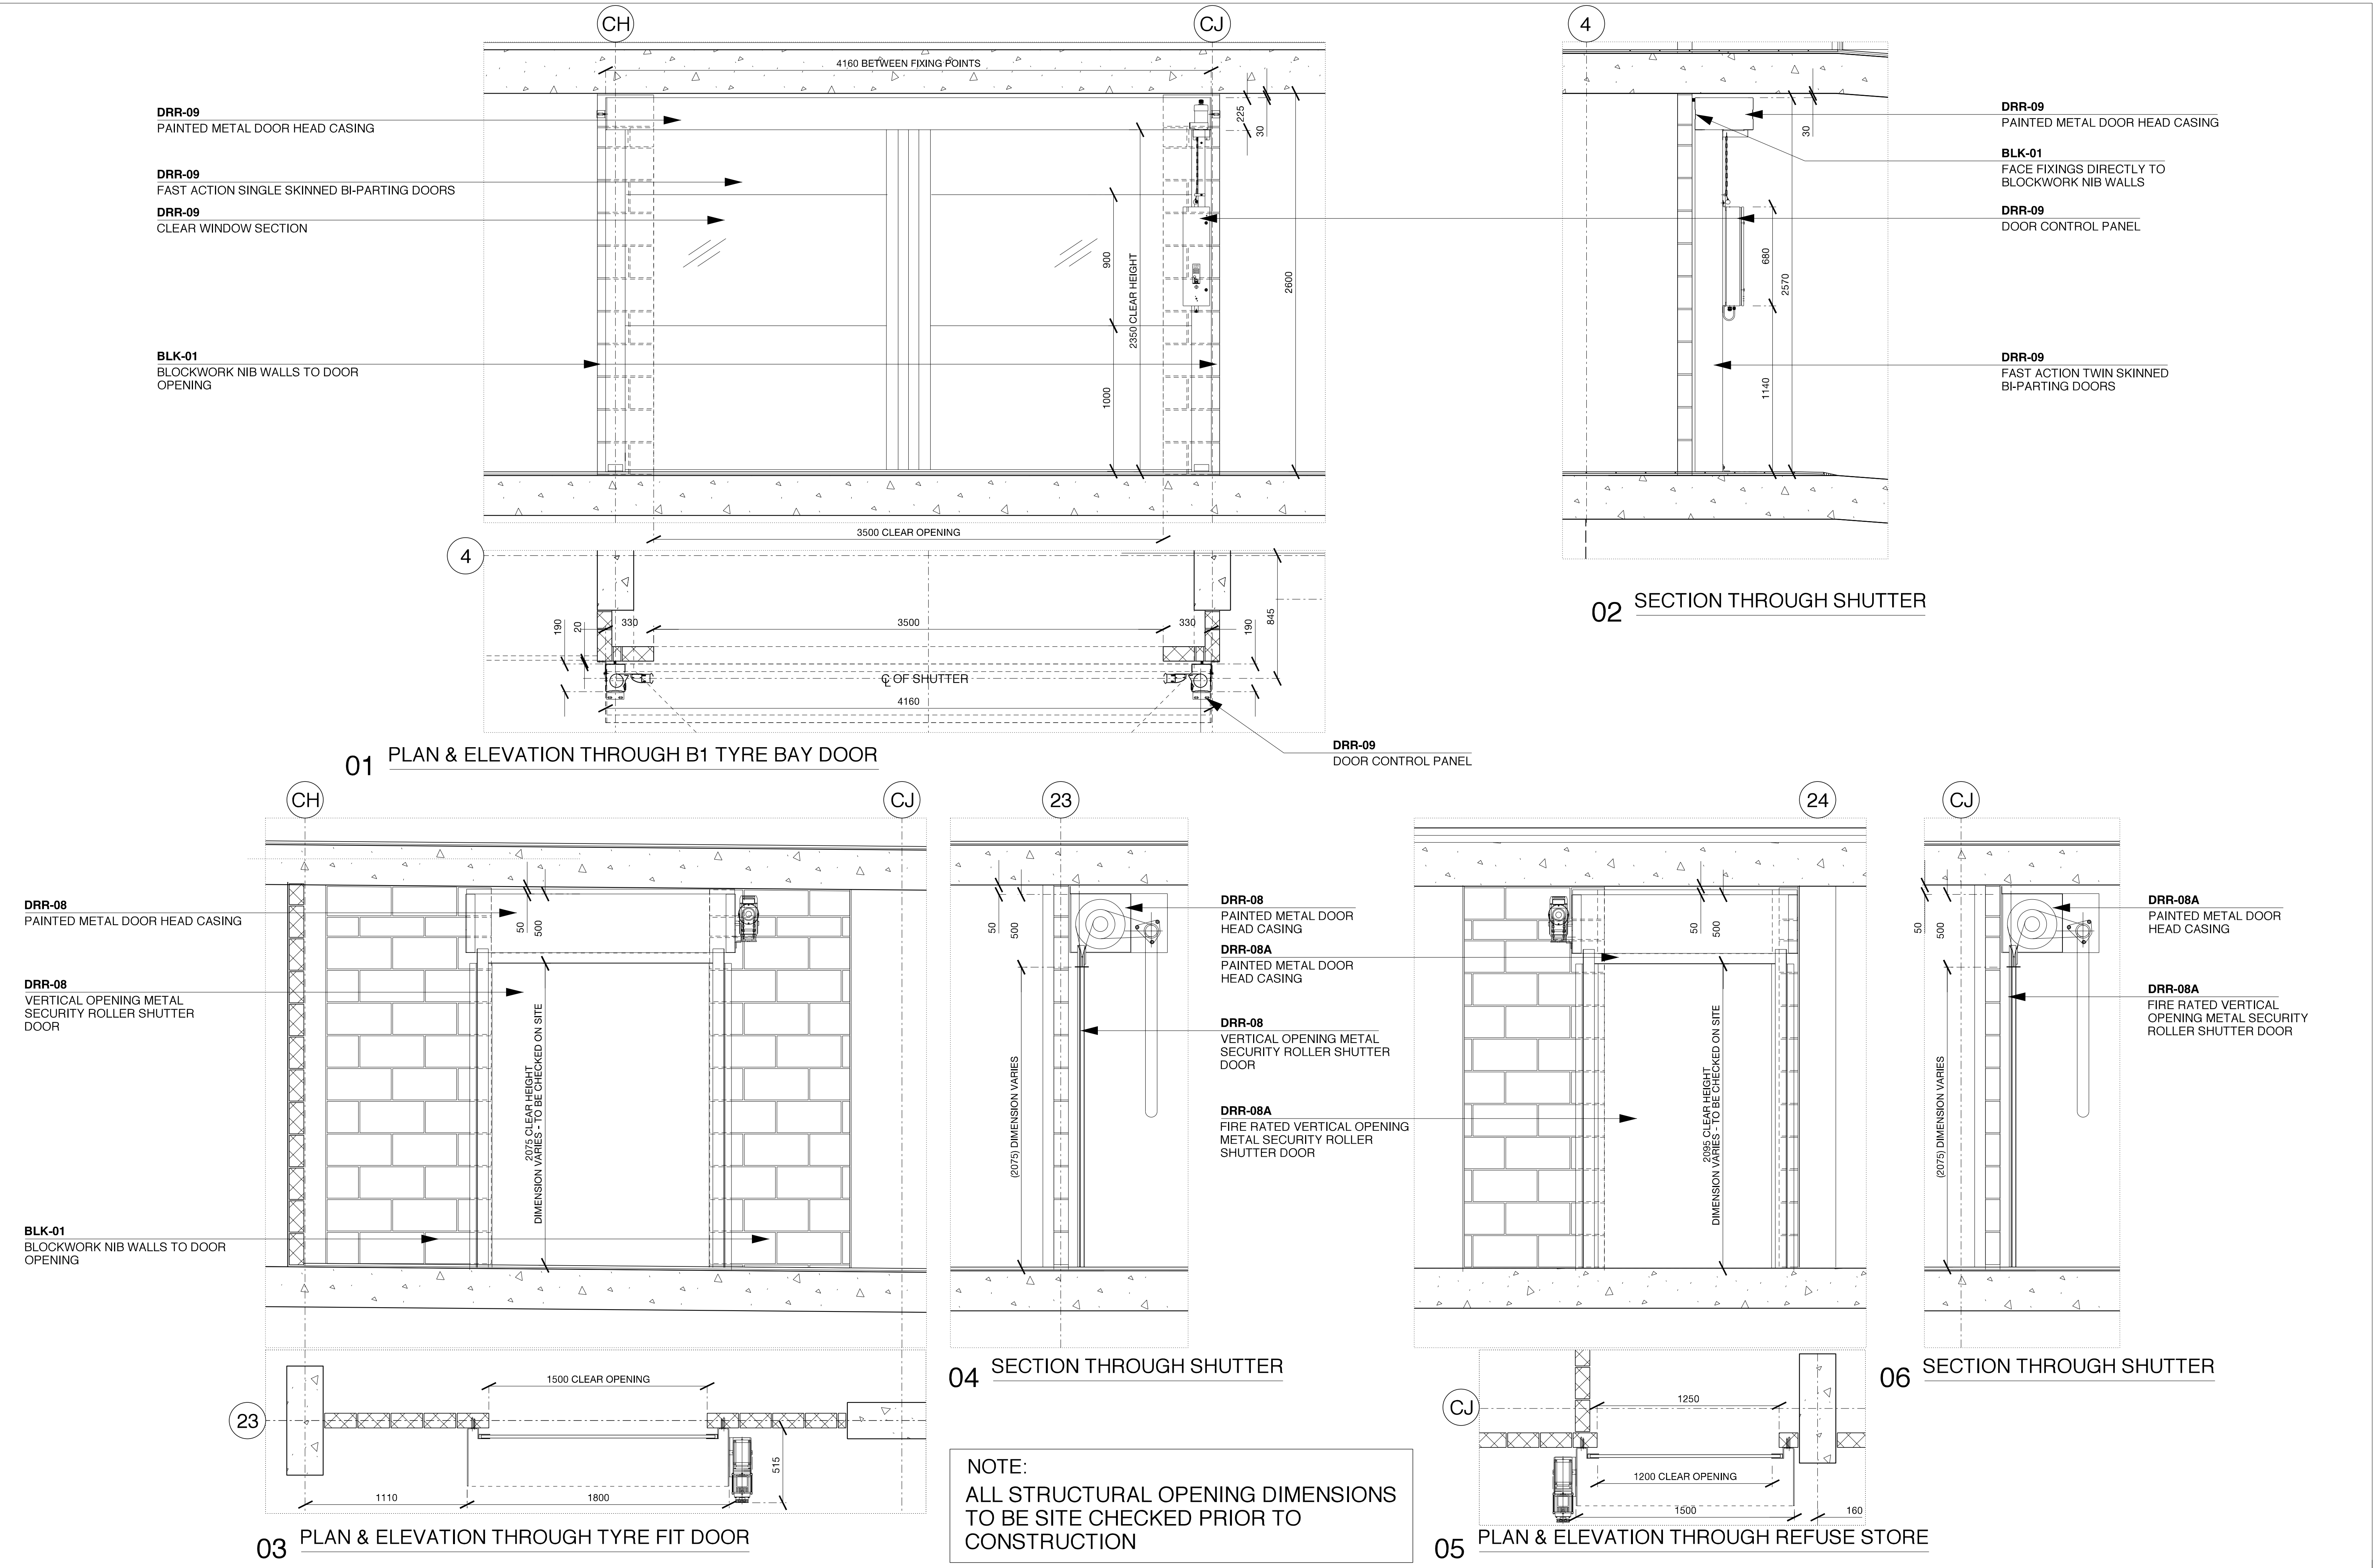 CH
CJ
4160 BETWEEN FIXING POINTS
DRR-09
PAINTED METAL DOOR HEAD CASING
DRR-09
FAST ACTION SINGLE SKINNED BI-PARTING DOORS
DRR-09
CLEAR WINDOW SECTION
BLK-01
BLOCKWORK NIB WALLS TO DOOR
OPENING
225
30
900
1000
2350 CLEAR HEIGHT
2600
3500 CLEAR OPENING
4
190
20
330
3500
330
190
845
℄ OF SHUTTER
4160
DRR-09
DOOR CONTROL PANEL
01 PLAN & ELEVATION THROUGH B1 TYRE BAY DOOR
4
30
680
2570
1140
DRR-09
PAINTED METAL DOOR HEAD CASING
BLK-01
FACE FIXINGS DIRECTLY TO
BLOCKWORK NIB WALLS
DRR-09
DOOR CONTROL PANEL
DRR-09
FAST ACTION TWIN SKINNED
BI-PARTING DOORS
02 SECTION THROUGH SHUTTER
CH
CJ
DRR-08
PAINTED METAL DOOR HEAD CASING
DRR-08
VERTICAL OPENING METAL
SECURITY ROLLER SHUTTER
DOOR
BLK-01
BLOCKWORK NIB WALLS TO DOOR
OPENING
50
500
2075 CLEAR HEIGHT
DIMENSION VARIES - TO BE CHECKED ON SITE
23
1500 CLEAR OPENING
515
1110
1800
03 PLAN & ELEVATION THROUGH TYRE FIT DOOR
23
50
500
(2075) DIMENSION VARIES
DRR-08
PAINTED METAL DOOR
HEAD CASING
DRR-08A
PAINTED METAL DOOR
HEAD CASING
DRR-08
VERTICAL OPENING METAL
SECURITY ROLLER SHUTTER
DOOR
DRR-08A
FIRE RATED VERTICAL OPENING
METAL SECURITY ROLLER
SHUTTER DOOR
04 SECTION THROUGH SHUTTER
NOTE:
ALL STRUCTURAL OPENING DIMENSIONS
TO BE SITE CHECKED PRIOR TO
CONSTRUCTION
24
50
500
2095 CLEAR HEIGHT
DIMENSION VARIES - TO BE CHECKED ON SITE
CJ
1250
1200 CLEAR OPENING
1500
160
05 PLAN & ELEVATION THROUGH REFUSE STORE
CJ
50
500
(2075) DIMENSION VARIES
DRR-08A
PAINTED METAL DOOR
HEAD CASING
DRR-08A
FIRE RATED VERTICAL
OPENING METAL SECURITY
ROLLER SHUTTER DOOR
06 SECTION THROUGH SHUTTER